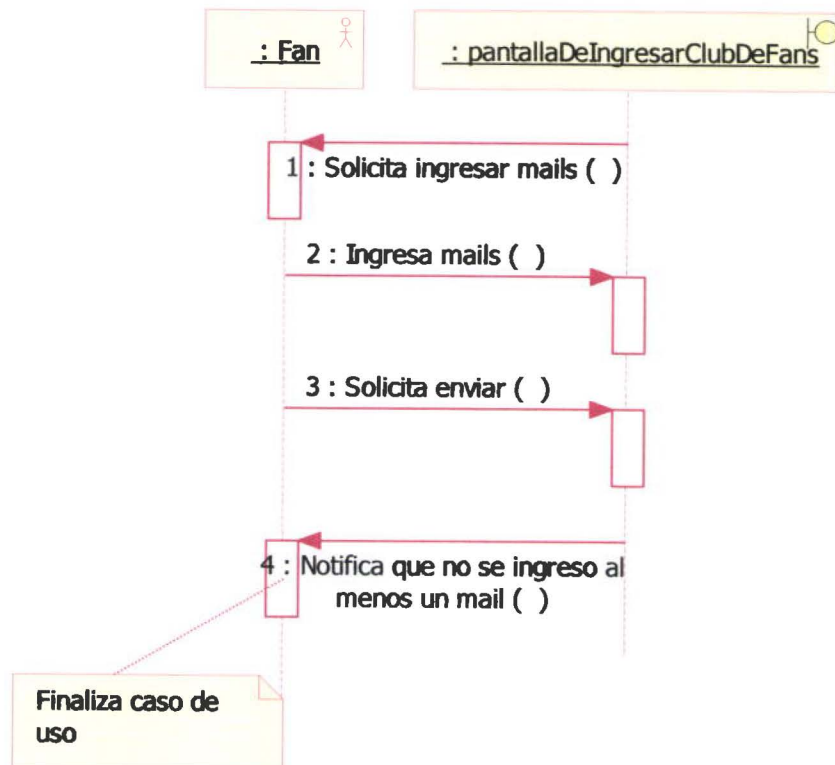 : Fan
: pantallaDeIngresarClubDeFans
1 : Solicita ingresar mails ( )
2 : Ingresa mails ( )
3 : Solicita enviar ( )
4 : Notifica que no se ingreso al
menos un mail ( )
Finaliza caso de
uso